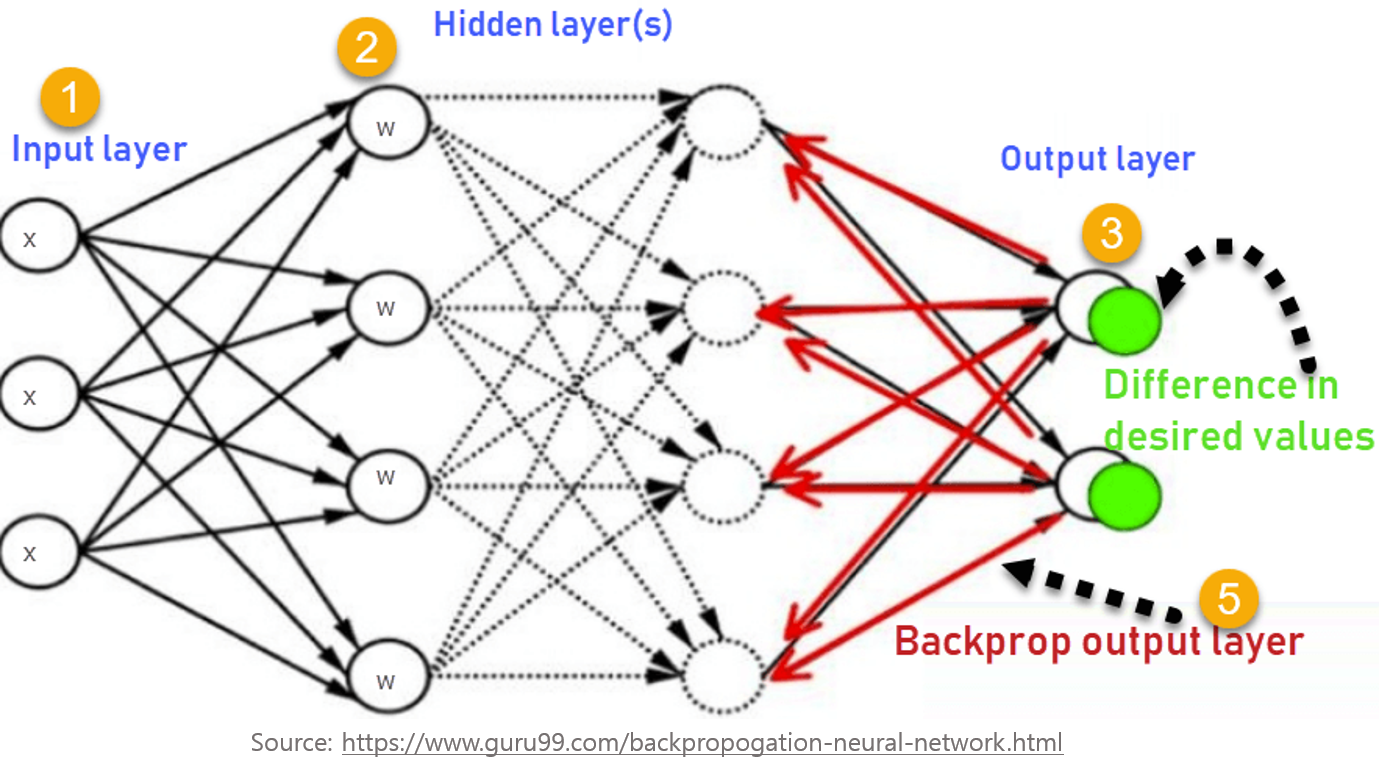 Hidden layer(s)
2
1
Input layer
w
Output layer
3
x
w
Difference in
desired values
x
w
x
5
Backprop output layer
w
Source: https://www.guru99.com/backpropogation-neural-network.html